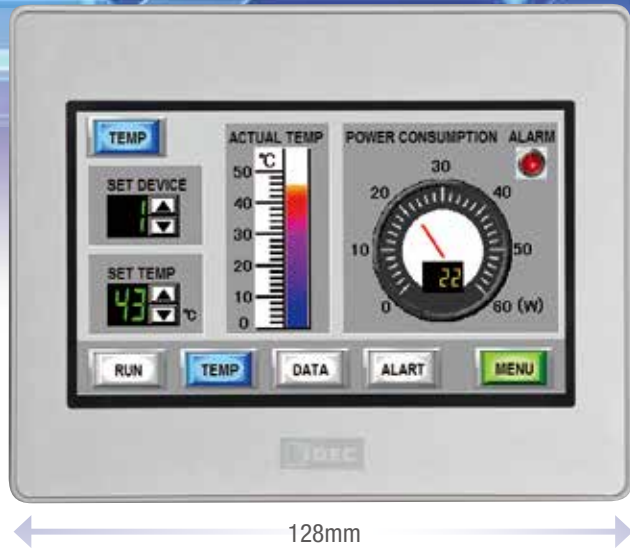 TEMP
ACTUAL TEMP
POWER CONSUMPTION
ALARM
SET DEVICE
1
1
SET TEMP
43
℃
℃
50
40
30
20
10
0
0
10
20
30
40
50
60 (W)
22
RUN
TEMP
DATA
ALART
MENU
IDEC
128mm